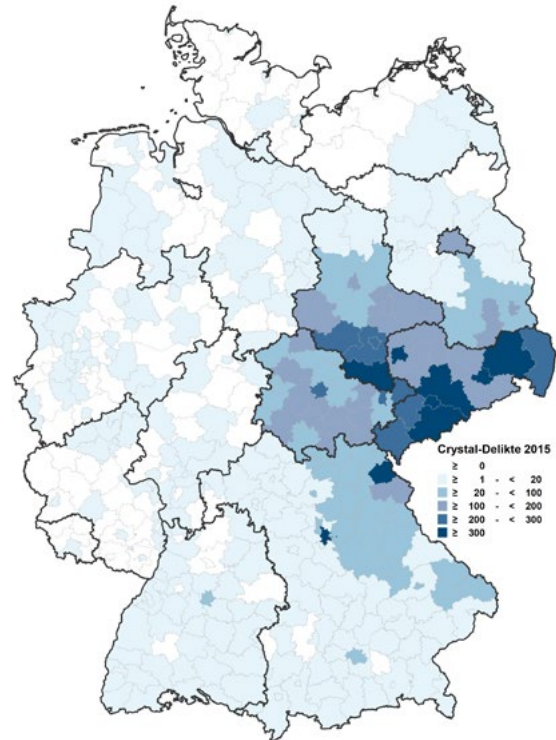 Crystal-Delikte 2015
≥ 0
≥ 1 - < 20
≥ 20 - < 100
≥ 100 - < 200
≥ 200 - < 300
≥ 300